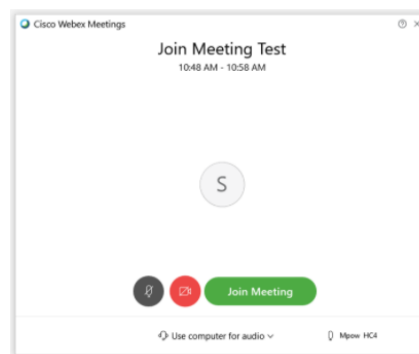 Cisco Webex Meetings
Join Meeting Test
10:48 AM - 10:58 AM
S
Join Meeting
Use computer for audio
Mpow HC4